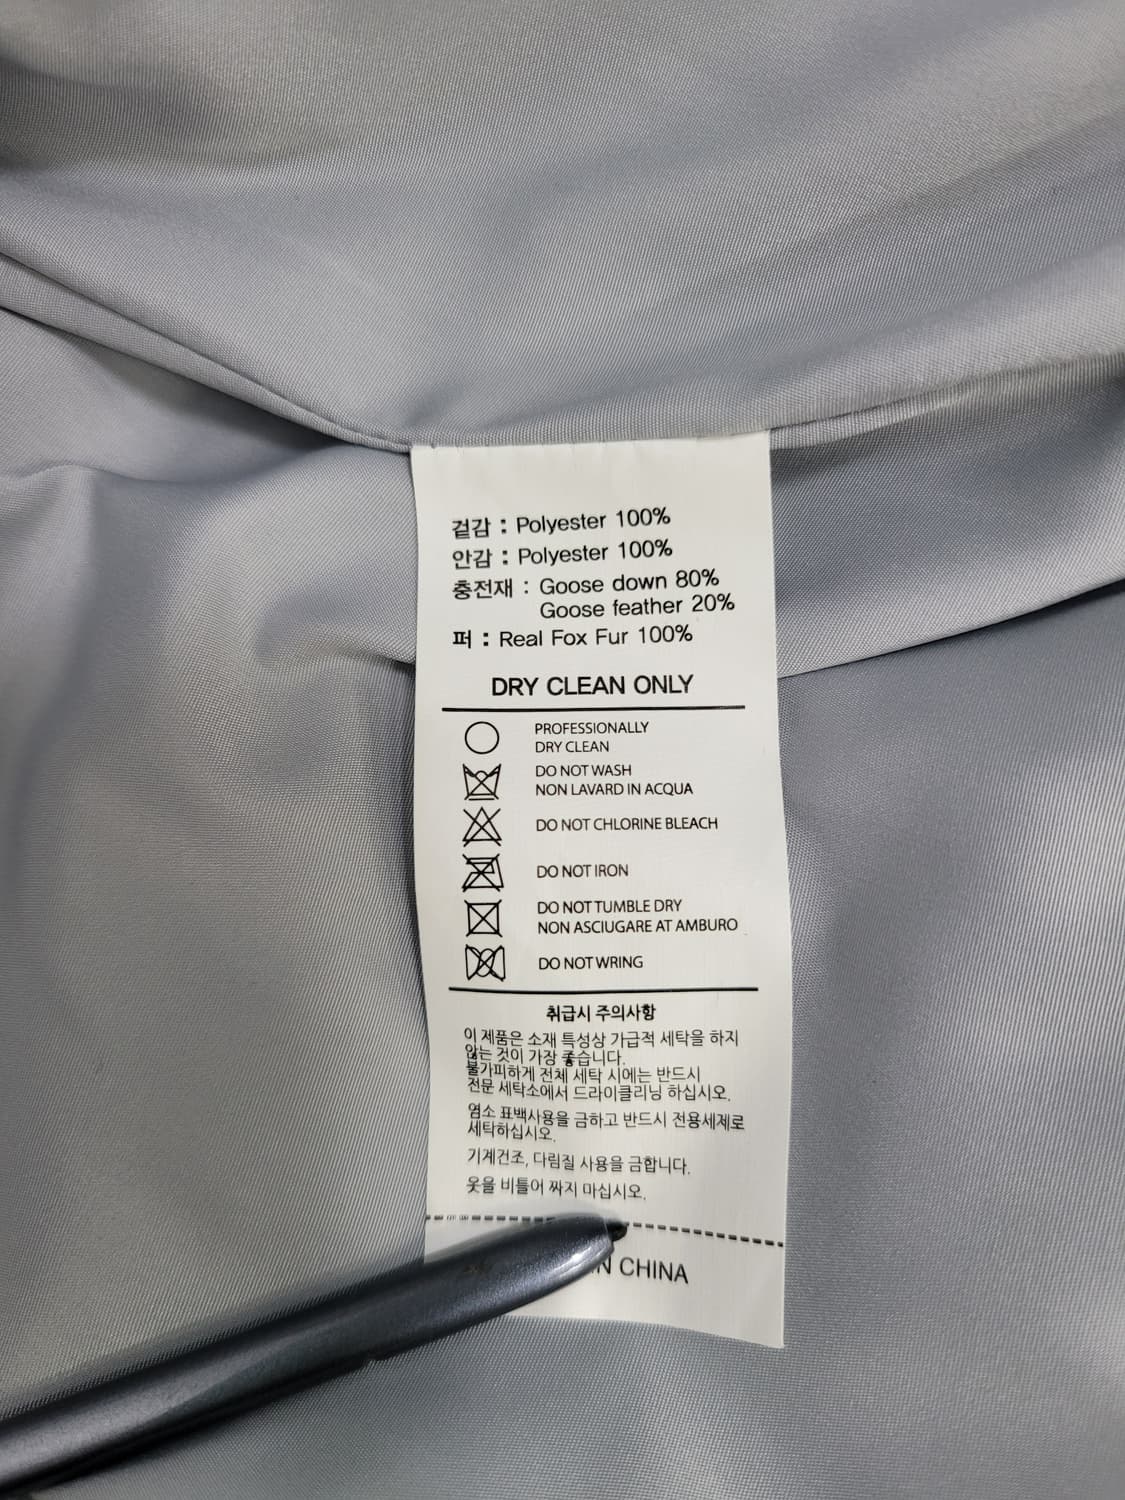 겉감 : Polyester 100%
안감 : Polyester 100%
충전재 : Goose down 80%
Goose feather 20%
퍼 : Real Fox Fur 100%
DRY CLEAN ONLY
PROFESSIONALLY
DRY CLEAN
DO NOT WASH
NON LAVARD IN ACQUA
DO NOT CHLORINE BLEACH
DO NOT IRON
DO NOT TUMBLE DRY
NON ASCIUGARE AT AMBURO
DO NOT WRING
취급시 주의사항
이 제품은 소재 특성상 가급적 세탁을 하지
않는 것이 가장 좋습니다.
불가피하게 전체 세탁 시에는 반드시
전문 세탁소에서 드라이클리닝 하십시오.
염소 표백사용을 금하고 반드시 전용세제로
세탁하십시오.
기계건조, 다림질 사용을 금합니다.
옷을 비틀어 짜지 마십시오.
CHINA